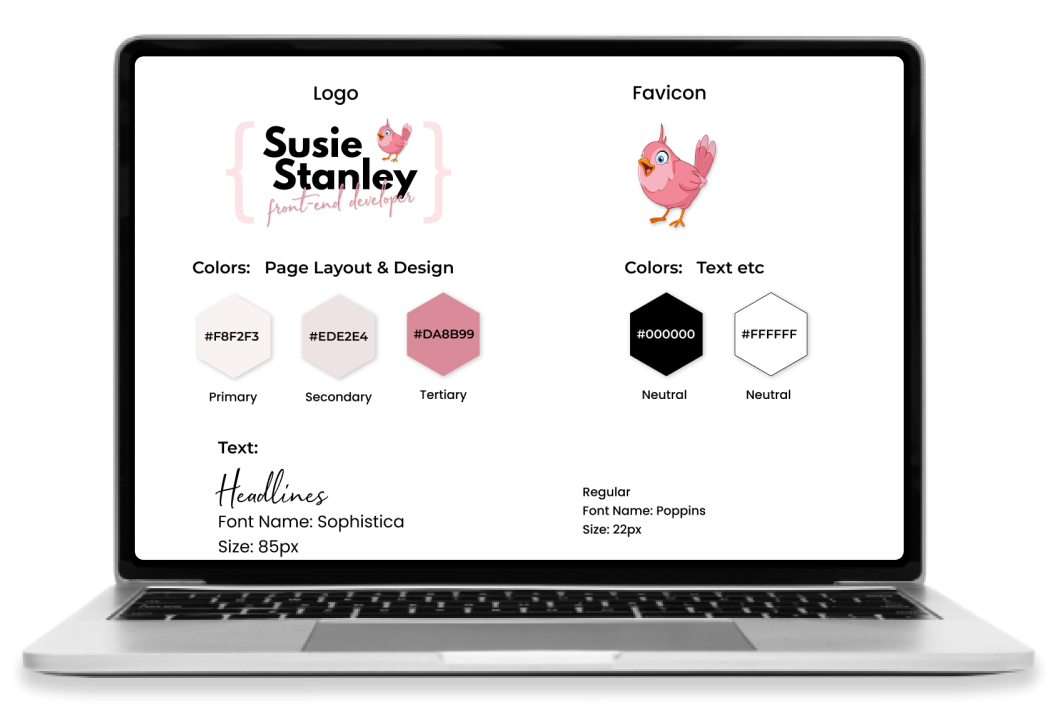 Logo
Favicon
{ Susie
Stanley }
front-end developer
Colors: Page Layout & Design
Colors: Text etc
#F8F2F3
#EDE2E4
#DA8B99
#000000
#FFFFFF
Primary
Secondary
Tertiary
Neutral
Neutral
Text:
Headlines
Font Name: Sophistica
Size: 85px
Regular
Font Name: Poppins
Size: 22px